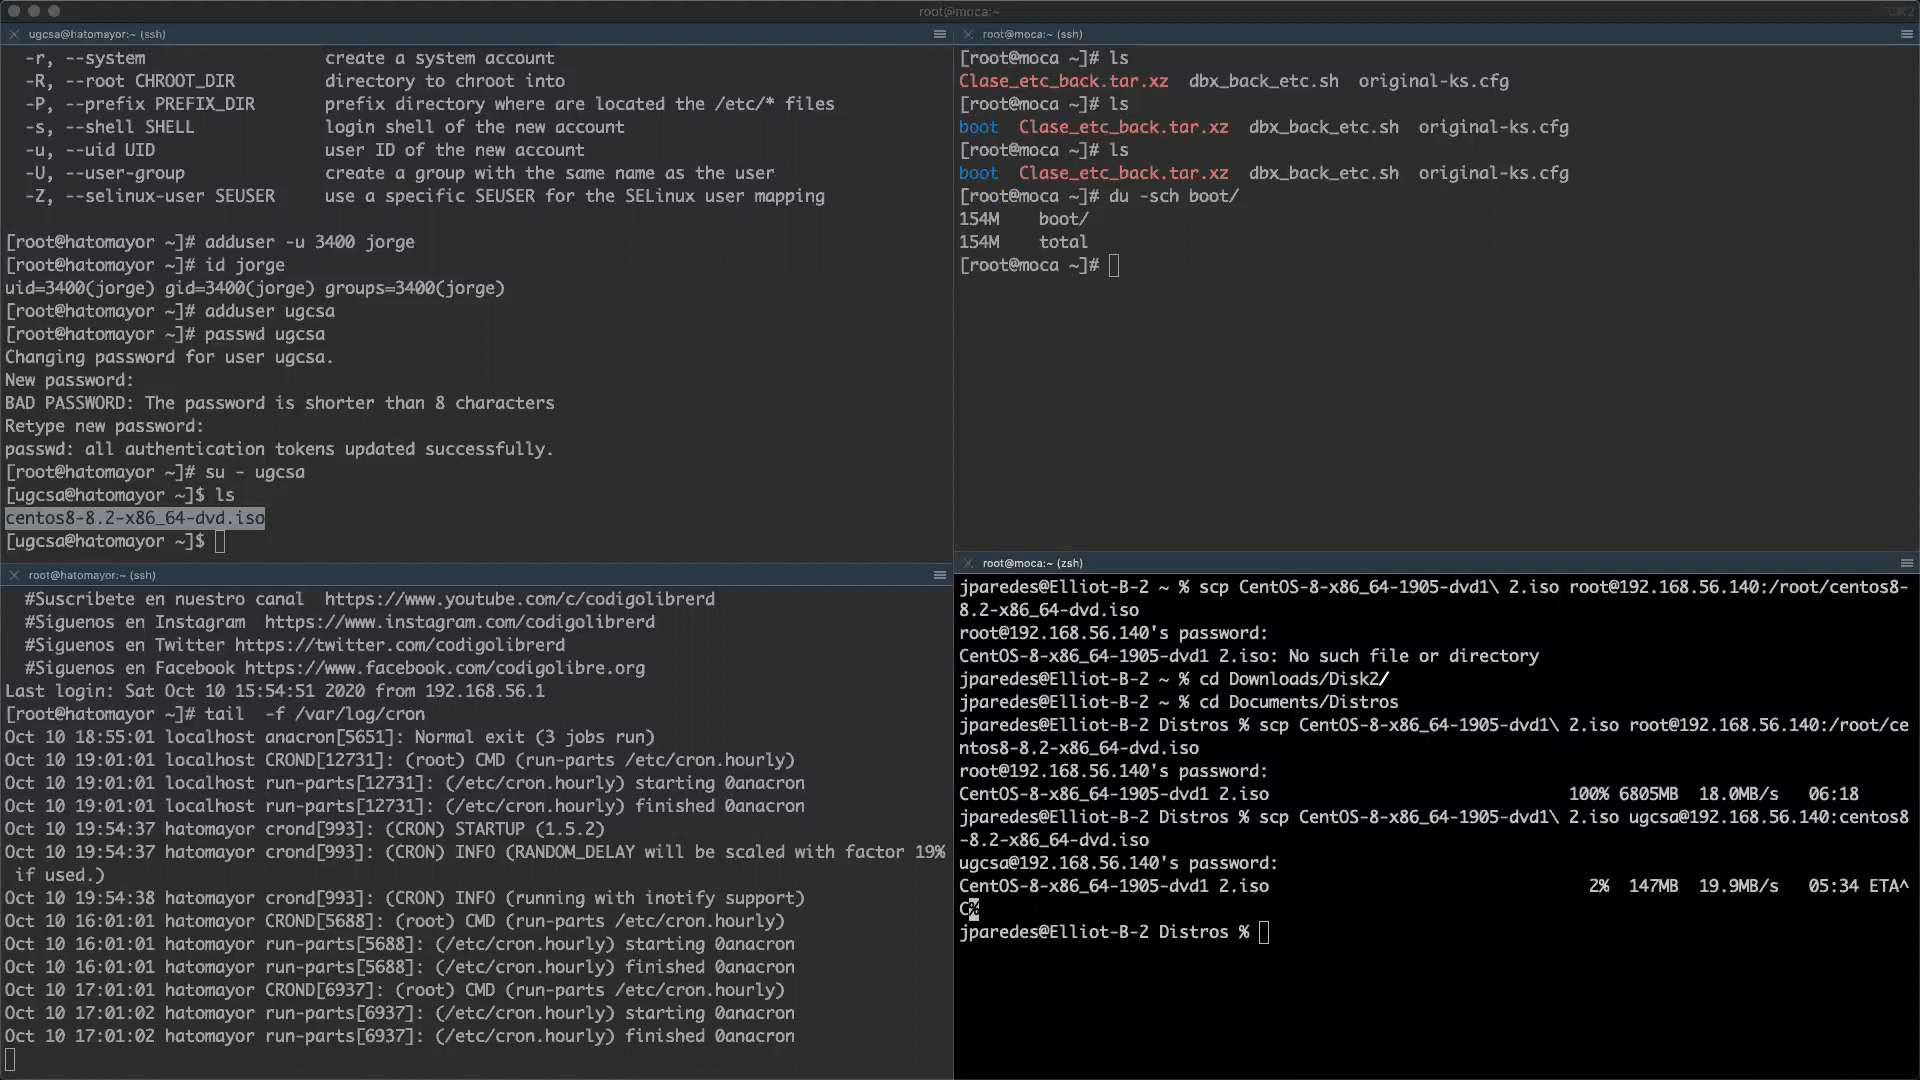 root@moca:~
⌥⌘2
ugcsa@hatomayor:~ (ssh)
-r, --system create a system account
-R, --root CHROOT_DIR directory to chroot into
-P, --prefix PREFIX_DIR prefix directory where are located the /etc/* files
-s, --shell SHELL login shell of the new account
-u, --uid UID user ID of the new account
-U, --user-group create a group with the same name as the user
-Z, --selinux-user SEUSER use a specific SEUSER for the SELinux user mapping
[root@hatomayor ~]# adduser -u 3400 jorge
[root@hatomayor ~]# id jorge
uid=3400(jorge) gid=3400(jorge) groups=3400(jorge)
[root@hatomayor ~]# adduser ugcsa
[root@hatomayor ~]# passwd ugcsa
Changing password for user ugcsa.
New password:
BAD PASSWORD: The password is shorter than 8 characters
Retype new password:
passwd: all authentication tokens updated successfully.
[root@hatomayor ~]# su - ugcsa
[ugcsa@hatomayor ~]$ ls
centos8-8.2-x86_64-dvd.iso
[ugcsa@hatomayor ~]$
root@moca:~ (ssh)
[root@moca ~]# ls
Clase_etc_back.tar.xz dbx_back_etc.sh original-ks.cfg
[root@moca ~]# ls
boot Clase_etc_back.tar.xz dbx_back_etc.sh original-ks.cfg
[root@moca ~]# ls
boot Clase_etc_back.tar.xz dbx_back_etc.sh original-ks.cfg
[root@moca ~]# du -sch boot/
154M boot/
154M total
[root@moca ~]#
root@hatomayor:~ (ssh)
#Suscribete en nuestro canal https://www.youtube.com/c/codigolibrerd
#Siguenos en Instagram https://www.instagram.com/codigolibrerd
#Siguenos en Twitter https://twitter.com/codigolibrerd
#Siguenos en Facebook https://www.facebook.com/codigolibre.org
Last login: Sat Oct 10 15:54:51 2020 from 192.168.56.1
[root@hatomayor ~]# tail -f /var/log/cron
Oct 10 18:55:01 localhost anacron[5651]: Normal exit (3 jobs run)
Oct 10 19:01:01 localhost CROND[12731]: (root) CMD (run-parts /etc/cron.hourly)
Oct 10 19:01:01 localhost run-parts[12731]: (/etc/cron.hourly) starting 0anacron
Oct 10 19:01:01 localhost run-parts[12731]: (/etc/cron.hourly) finished 0anacron
Oct 10 19:54:37 hatomayor crond[993]: (CRON) STARTUP (1.5.2)
Oct 10 19:54:37 hatomayor crond[993]: (CRON) INFO (RANDOM_DELAY will be scaled with factor 19%
if used.)
Oct 10 19:54:38 hatomayor crond[993]: (CRON) INFO (running with inotify support)
Oct 10 16:01:01 hatomayor CROND[5688]: (root) CMD (run-parts /etc/cron.hourly)
Oct 10 16:01:01 hatomayor run-parts[5688]: (/etc/cron.hourly) starting 0anacron
Oct 10 16:01:01 hatomayor run-parts[5688]: (/etc/cron.hourly) finished 0anacron
Oct 10 17:01:01 hatomayor CROND[6937]: (root) CMD (run-parts /etc/cron.hourly)
Oct 10 17:01:02 hatomayor run-parts[6937]: (/etc/cron.hourly) starting 0anacron
Oct 10 17:01:02 hatomayor run-parts[6937]: (/etc/cron.hourly) finished 0anacron
root@moca:~ (zsh)
jparedes@Elliot-B-2 ~ % scp CentOS-8-x86_64-1905-dvd1\ 2.iso root@192.168.56.140:/root/centos8-
8.2-x86_64-dvd.iso
root@192.168.56.140's password:
CentOS-8-x86_64-1905-dvd1 2.iso: No such file or directory
jparedes@Elliot-B-2 ~ % cd Downloads/Disk2/
jparedes@Elliot-B-2 ~ % cd Documents/Distros
jparedes@Elliot-B-2 Distros % scp CentOS-8-x86_64-1905-dvd1\ 2.iso root@192.168.56.140:/root/ce
ntos8-8.2-x86_64-dvd.iso
root@192.168.56.140's password:
CentOS-8-x86_64-1905-dvd1 2.iso 100% 6805MB 18.0MB/s 06:18
jparedes@Elliot-B-2 Distros % scp CentOS-8-x86_64-1905-dvd1\ 2.iso ugcsa@192.168.56.140:centos8
-8.2-x86_64-dvd.iso
ugcsa@192.168.56.140's password:
CentOS-8-x86_64-1905-dvd1 2.iso 2% 147MB 19.9MB/s 05:34 ETA^
C%
jparedes@Elliot-B-2 Distros %